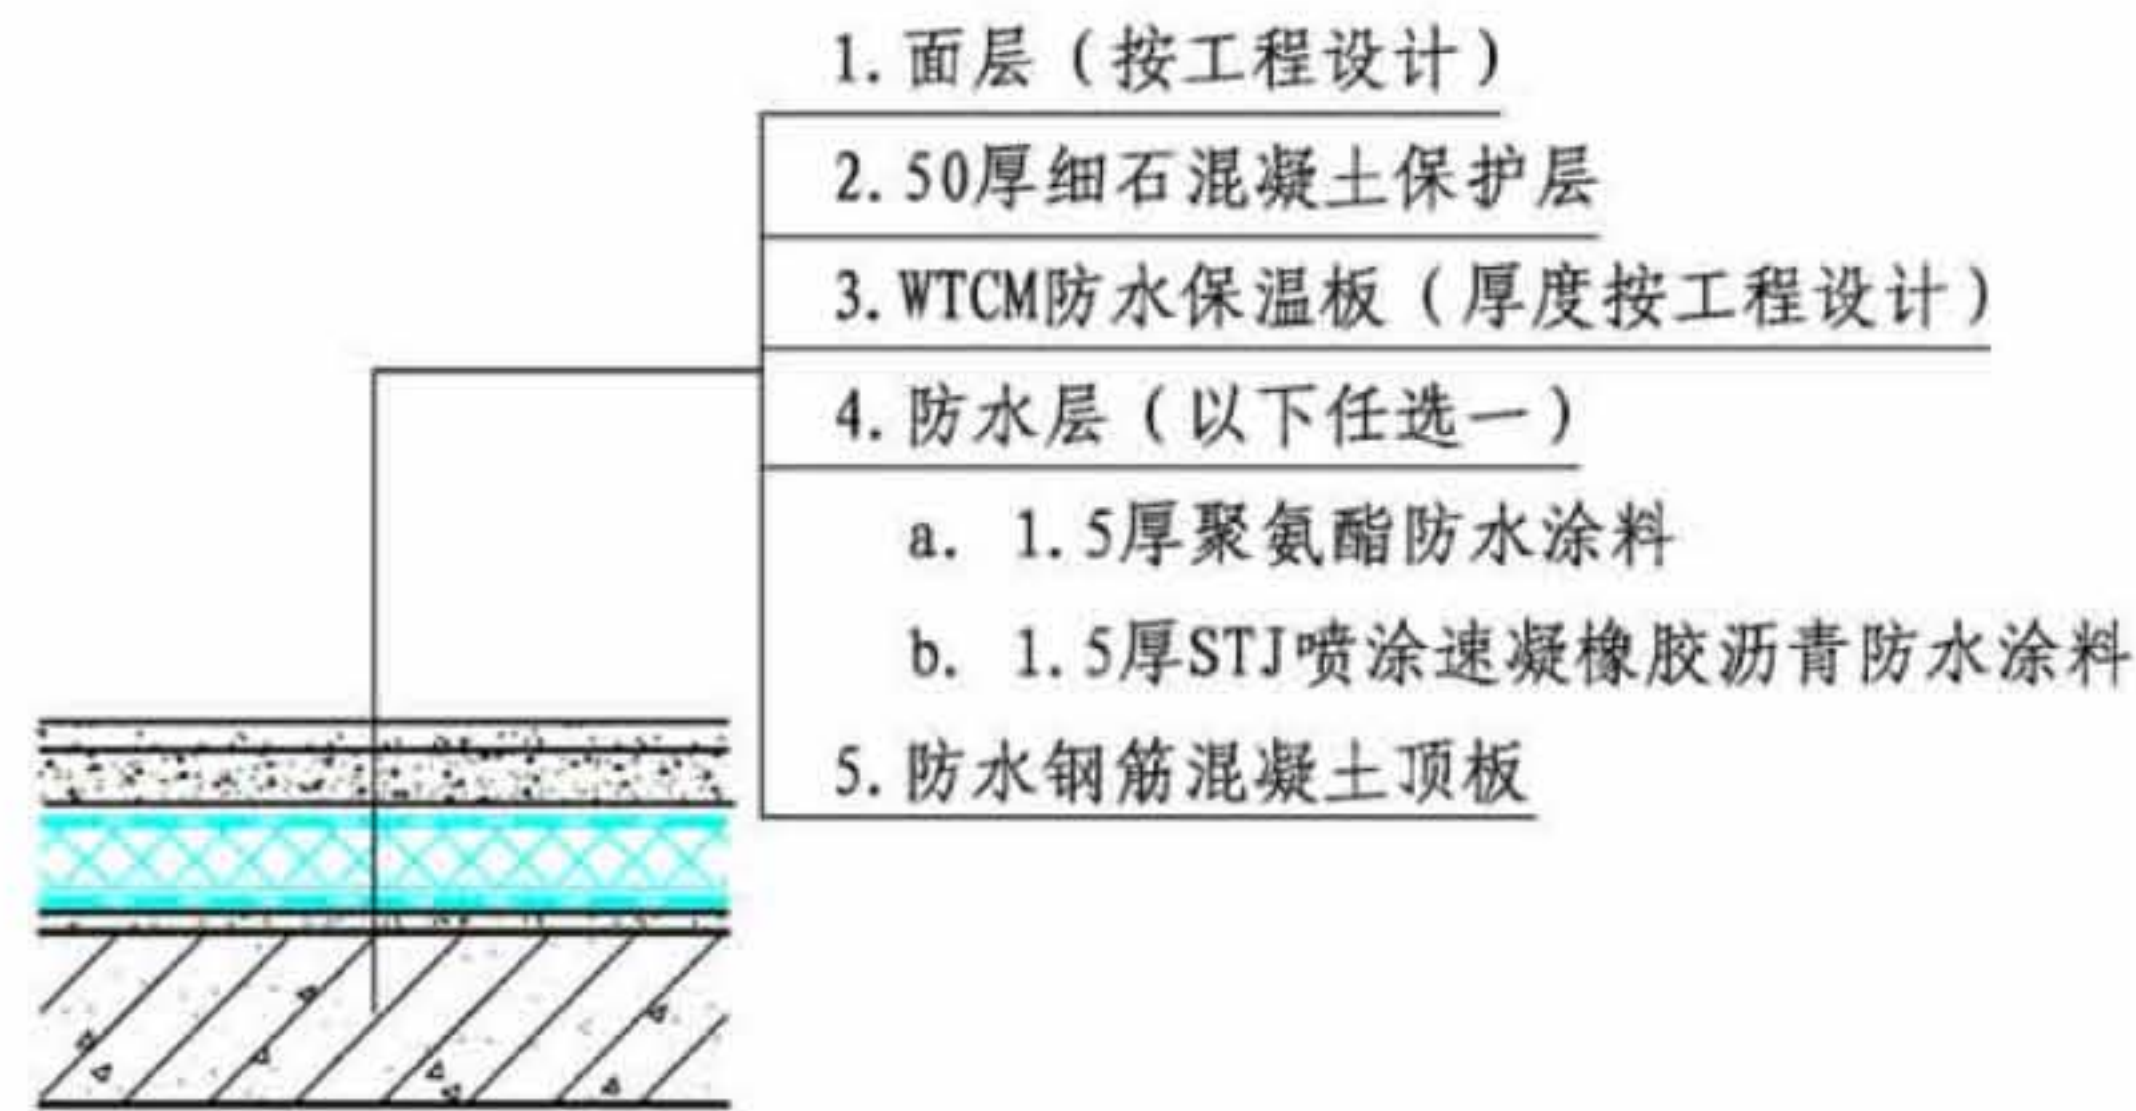 1. 面层（按工程设计）
2. 50厚细石混凝土保护层
3. WTCM防水保温板（厚度按工程设计）
4. 防水层（以下任选一）
a. 1.5厚聚氨酯防水涂料
b. 1.5厚STJ喷涂速凝橡胶沥青防水涂料
5. 防水钢筋混凝土顶板